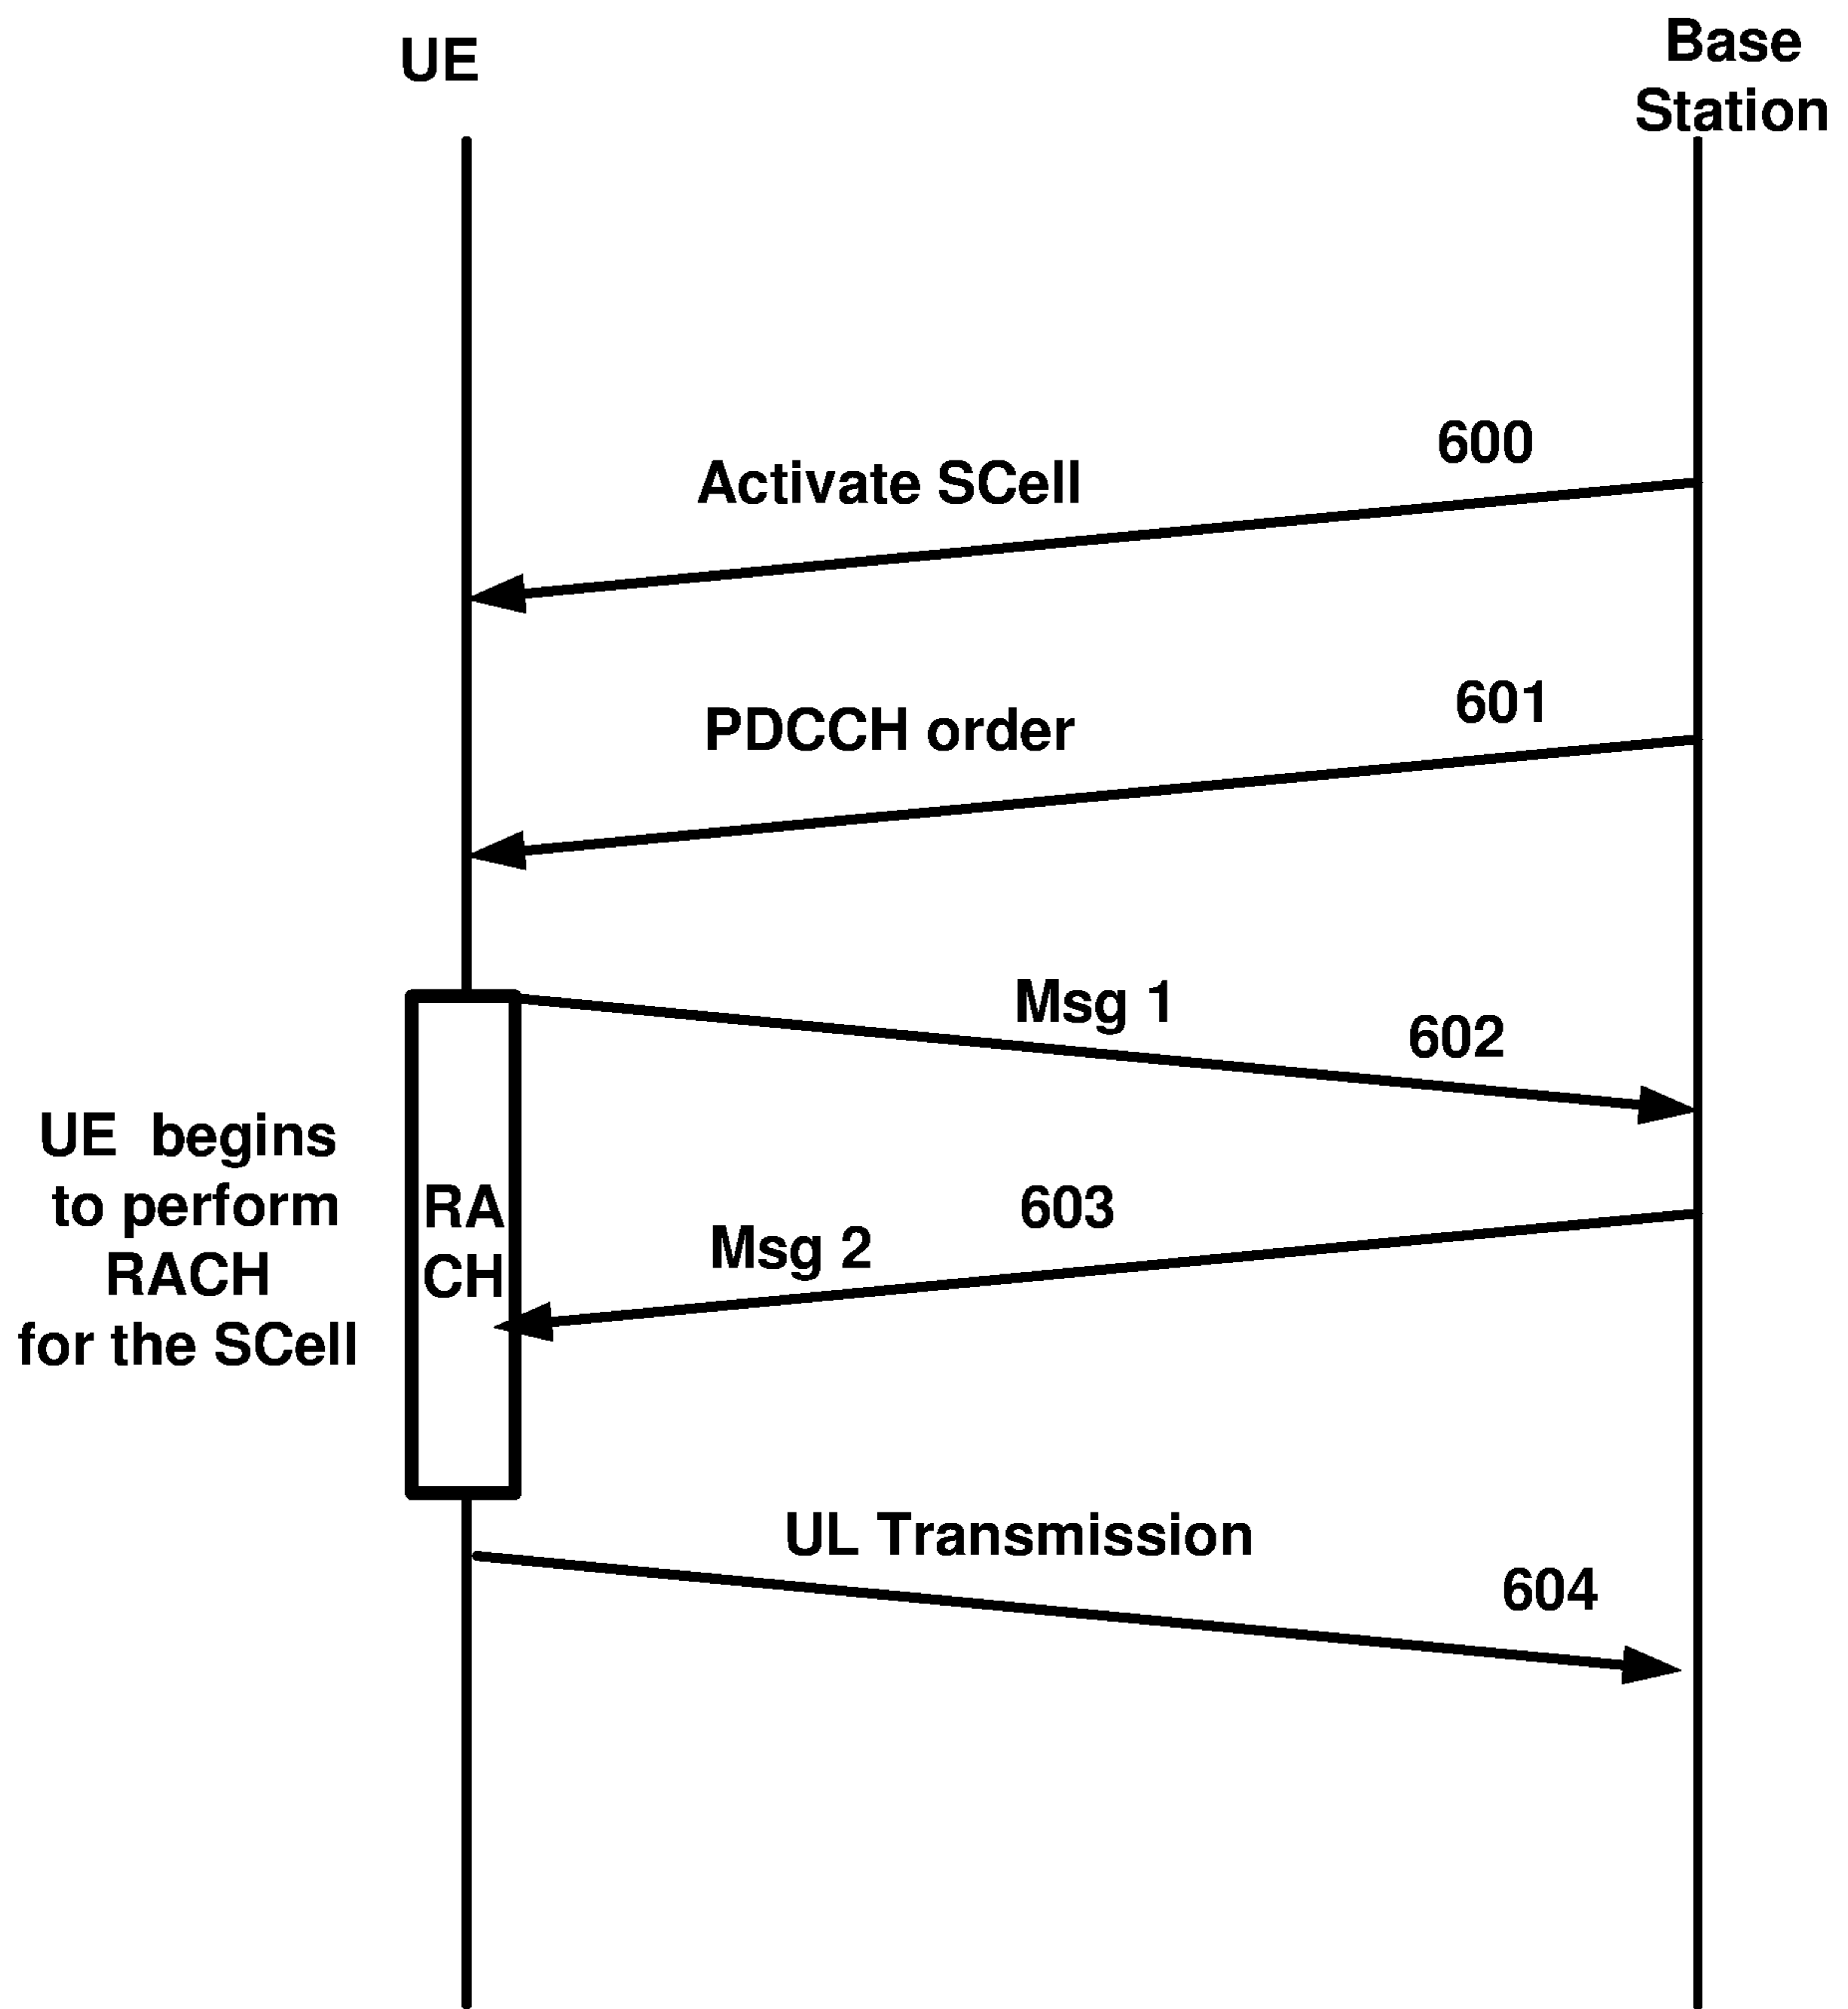 UE
Base
Station
600
Activate SCell
601
PDCCH order
Msg 1
602
UE begins
to perform
RACH
for the SCell
RA
CH
603
Msg 2
UL Transmission
604